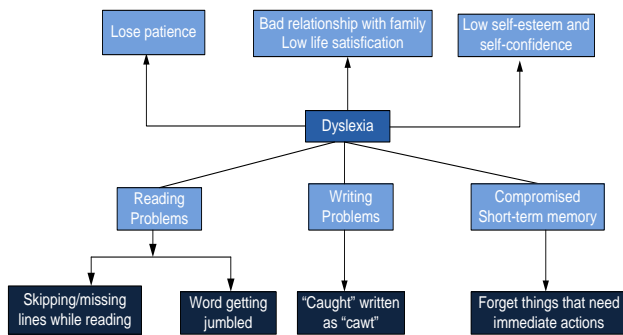 Lose patience
Bad relationship with family
Low life satisfication
Low self-esteem and
self-confidence
Dyslexia
Reading
Problems
Writing
Problems
Compromised
Short-term memory
Skipping/missing
lines while reading
Word getting
jumbled
“Caught” written
as “cawt”
Forget things that need
immediate actions